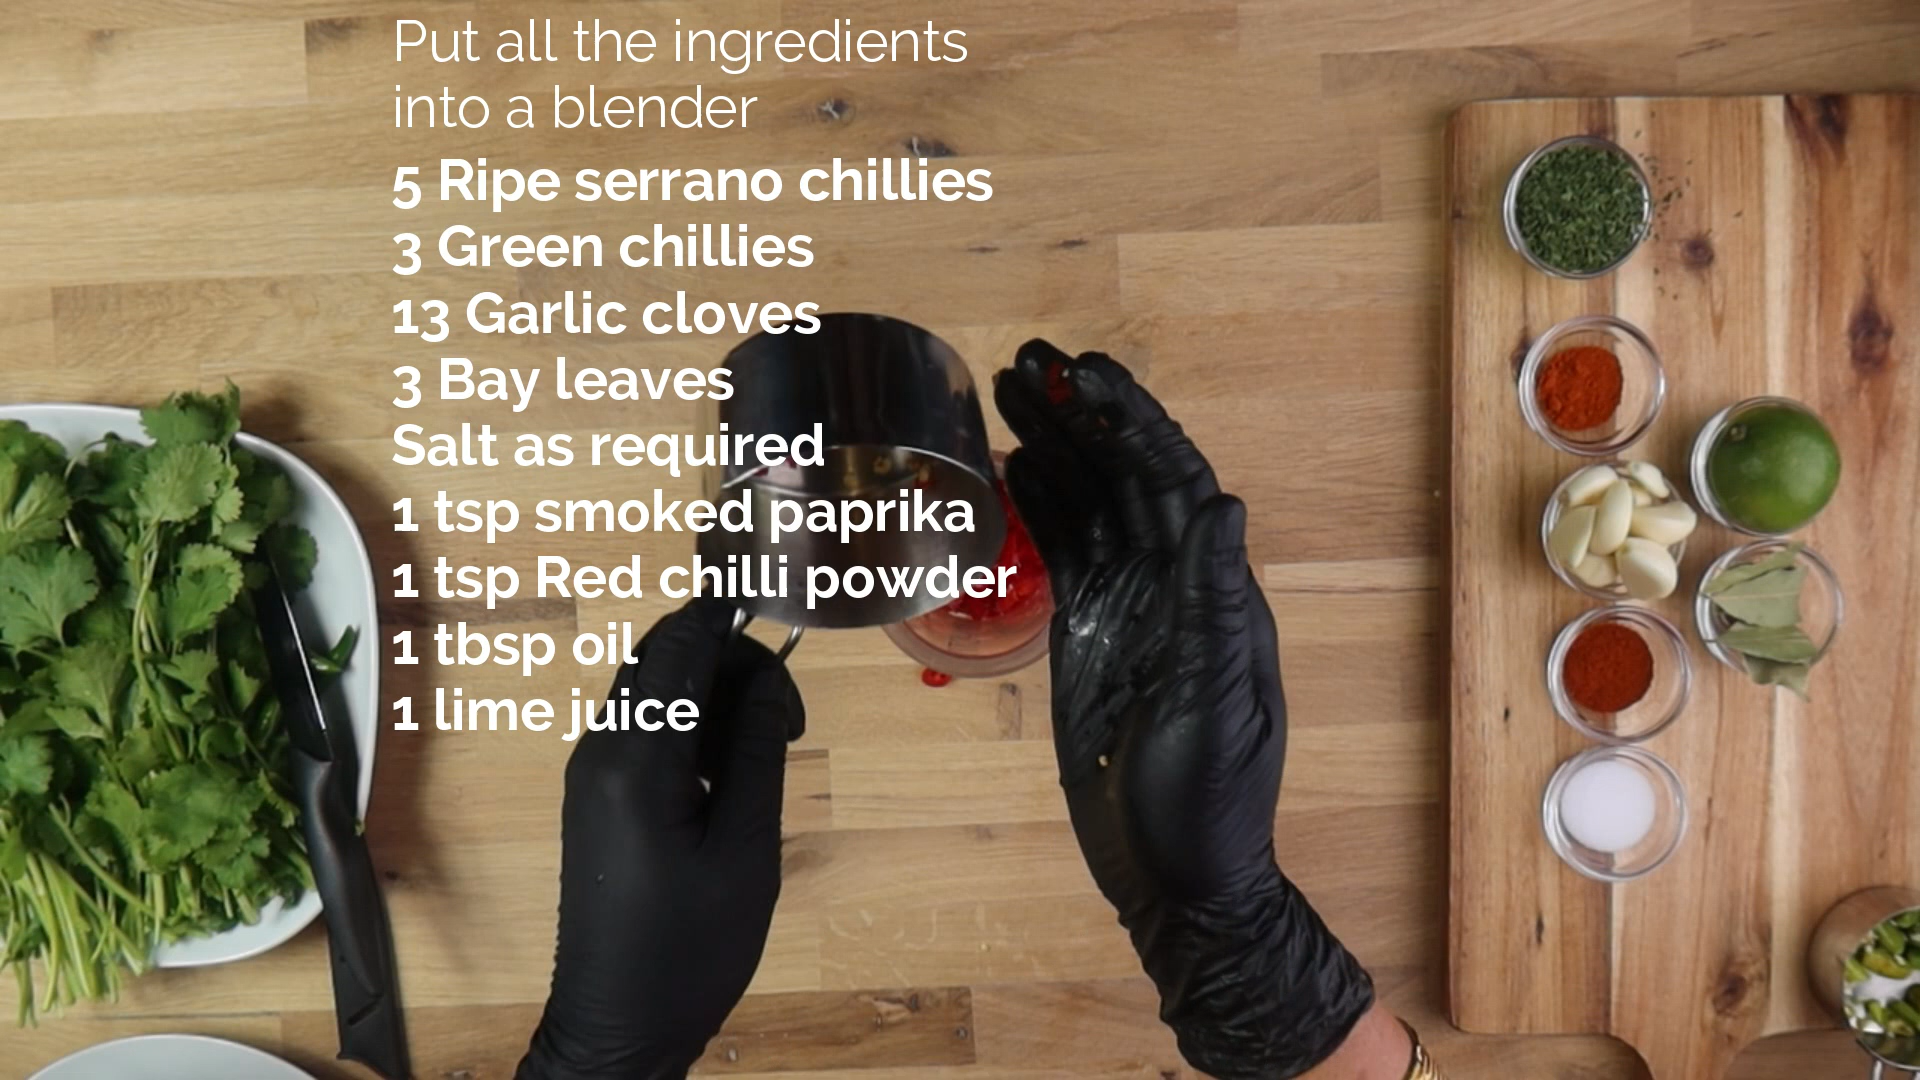 Put all the ingredients
into a blender
5 Ripe serrano chillies
3 Green chillies
13 Garlic cloves
3 Bay leaves
Salt as required
1 tsp smoked paprika
1 tsp Red chilli powder
1 tbsp oil
1 lime juice